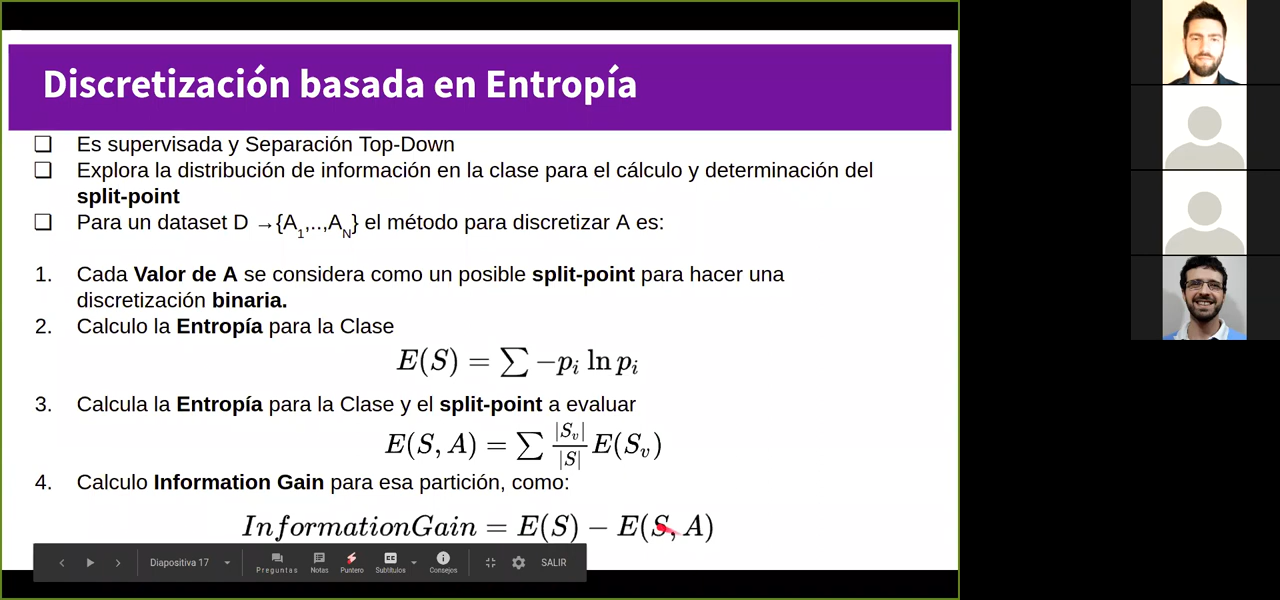 Discretización basada en Entropía
❏ Es supervisada y Separación Top-Down
❏ Explora la distribución de información en la clase para el cálculo y determinación del
split-point
❏ Para un dataset D →{A1,..,AN} el método para discretizar A es:
1. Cada Valor de A se considera como un posible split-point para hacer una
discretización binaria.
2. Calculo la Entropía para la Clase
E(S) = ∑ −pi ln pi
3. Calcula la Entropía para la Clase y el split-point a evaluar
E(S, A) = ∑ |Sv|/|S| E(Sv)
4. Calculo Information Gain para esa partición, como:
InformationGain = E(S) − E(S, A)
Diapositiva 17
Preguntas
Notas
Puntero
Subtítulos
Consejos
SALIR